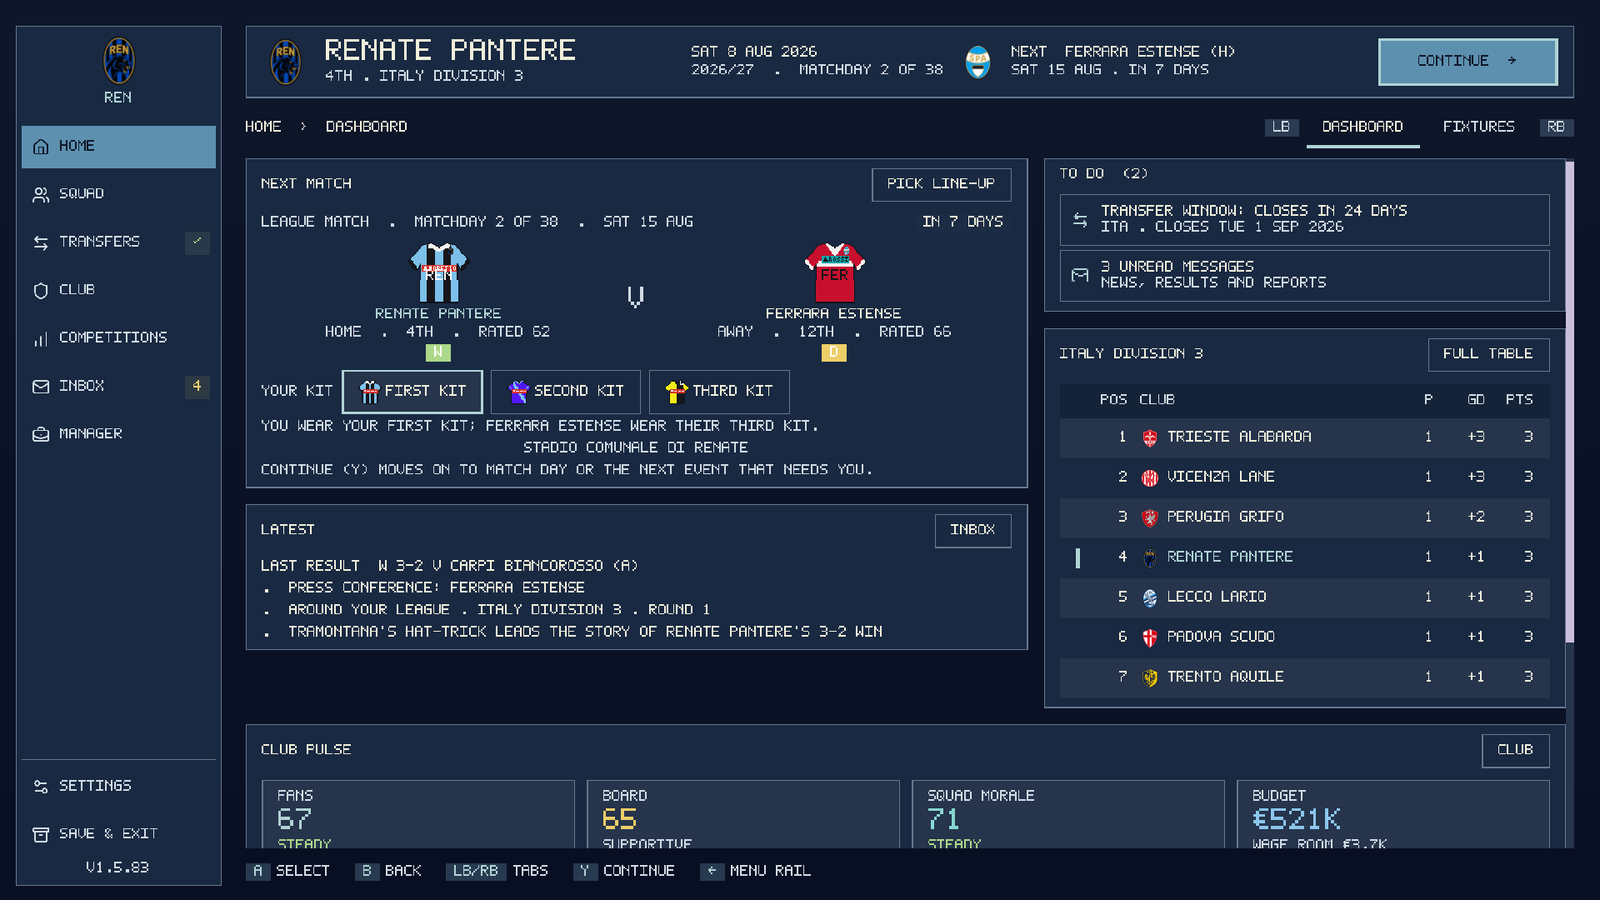 REN
REN
HOME
SQUAD
TRANSFERS
CLUB
COMPETITIONS
INBOX 4
MANAGER
SETTINGS
SAVE & EXIT
V1.5.83
REN
RENATE PANTERE
4TH . ITALY DIVISION 3
SAT 8 AUG 2026
2026/27 . MATCHDAY 2 OF 38
SPA
NEXT FERRARA ESTENSE (H)
SAT 15 AUG . IN 7 DAYS
CONTINUE →
HOME > DASHBOARD
LB DASHBOARD FIXTURES RB
NEXT MATCH
PICK LINE-UP
LEAGUE MATCH . MATCHDAY 2 OF 38 . SAT 15 AUG
IN 7 DAYS
REN
FER
V
RENATE PANTERE
HOME . 4TH . RATED 62
W
FERRARA ESTENSE
AWAY . 12TH . RATED 66
D
YOUR KIT FIRST KIT SECOND KIT THIRD KIT
YOU WEAR YOUR FIRST KIT; FERRARA ESTENSE WEAR THEIR THIRD KIT.
STADIO COMUNALE DI RENATE
CONTINUE (Y) MOVES ON TO MATCH DAY OR THE NEXT EVENT THAT NEEDS YOU.
LATEST
INBOX
LAST RESULT W 3-2 V CARPI BIANCOROSSO (A)
. PRESS CONFERENCE: FERRARA ESTENSE
. AROUND YOUR LEAGUE . ITALY DIVISION 3 . ROUND 1
. TRAMONTANA'S HAT-TRICK LEADS THE STORY OF RENATE PANTERE'S 3-2 WIN
TO DO (2)
TRANSFER WINDOW: CLOSES IN 24 DAYS
ITA . CLOSES TUE 1 SEP 2026
3 UNREAD MESSAGES
NEWS, RESULTS AND REPORTS
ITALY DIVISION 3
FULL TABLE
POS CLUB P GD PTS
1 TRIESTE ALABARDA 1 +3 3
2 VICENZA LANE 1 +3 3
3 PERUGIA GRIFO 1 +2 3
4 RENATE PANTERE 1 +1 3
5 LECCO LARIO 1 +1 3
6 PADOVA SCUDO 1 +1 3
7 TRENTO AQUILE 1 +1 3
CLUB PULSE
CLUB
FANS
67
STEADY
BOARD
65
SUPPORTIVE
SQUAD MORALE
71
STEADY
BUDGET
€521K
WAGE ROOM €3.7K
A SELECT B BACK LB/RB TABS Y CONTINUE ← MENU RAIL